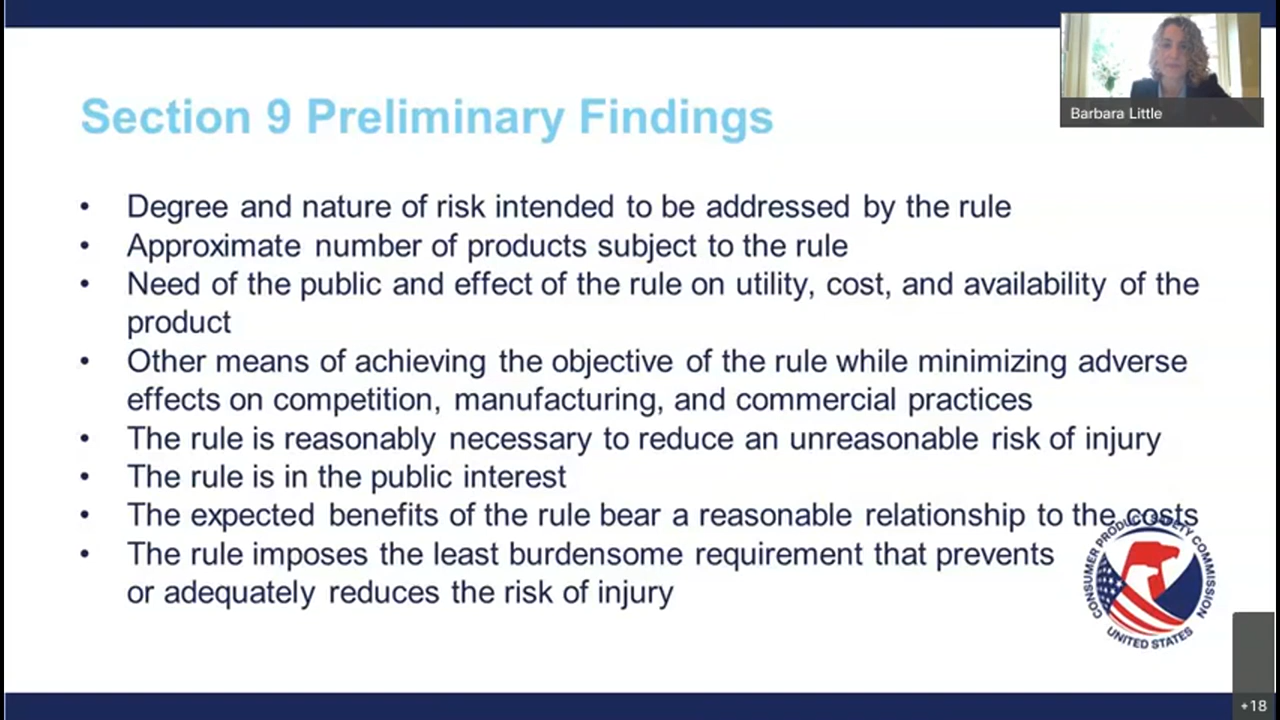 Barbara Little
Section 9 Preliminary Findings
• Degree and nature of risk intended to be addressed by the rule
• Approximate number of products subject to the rule
• Need of the public and effect of the rule on utility, cost, and availability of the
product
• Other means of achieving the objective of the rule while minimizing adverse
effects on competition, manufacturing, and commercial practices
• The rule is reasonably necessary to reduce an unreasonable risk of injury
• The rule is in the public interest
• The expected benefits of the rule bear a reasonable relationship to the costs
• The rule imposes the least burdensome requirement that prevents
or adequately reduces the risk of injury
CONSUMER PRODUCT SAFETY COMMISSION
UNITED STATES
+18